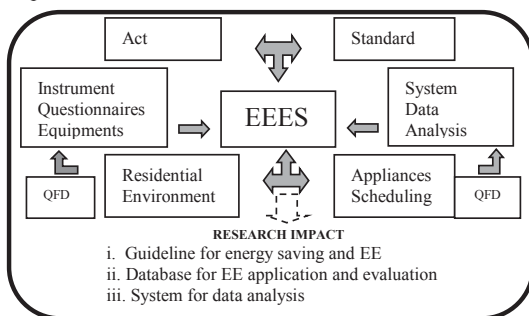 Act
Standard
Instrument
Questionnaires
Equipments
EEES
System
Data
Analysis
QFD
Residential
Environment
Appliances
Scheduling
QFD
RESEARCH IMPACT
i. Guideline for energy saving and EE
ii. Database for EE application and evaluation
iii. System for data analysis